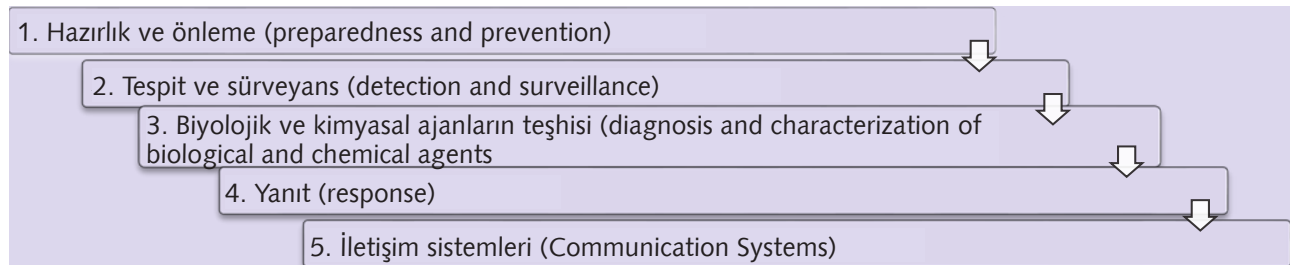 1. Hazırlık ve önleme (preparedness and prevention)
2. Tespit ve sürveyans (detection and surveillance)
3. Biyolojik ve kimyasal ajanların teşhisi (diagnosis and characterization of
biological and chemical agents
4. Yanıt (response)
5. İletişim sistemleri (Communication Systems)